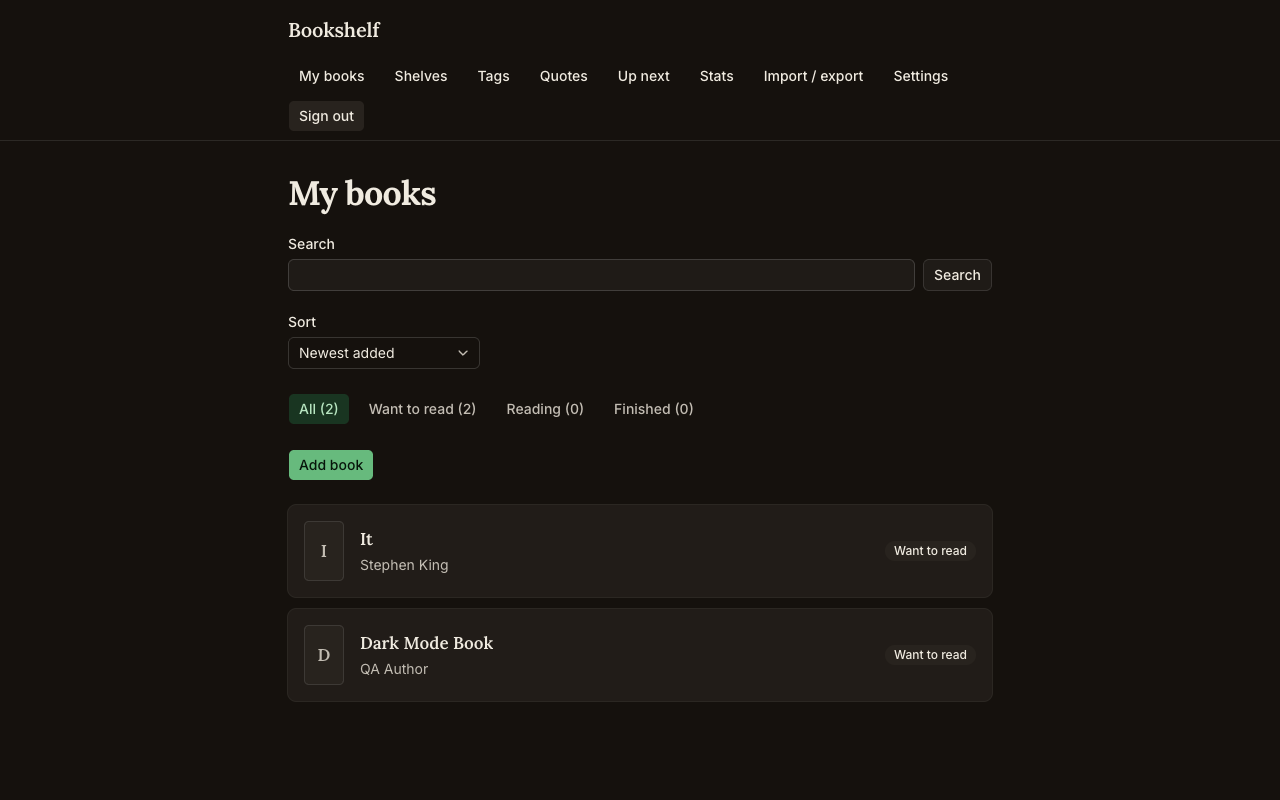 Bookshelf
My books Shelves Tags Quotes Up next Stats Import / export Settings
Sign out
My books
Search
Search
Sort
Newest added
All (2) Want to read (2) Reading (0) Finished (0)
Add book
I
It
Stephen King
Want to read
D
Dark Mode Book
QA Author
Want to read